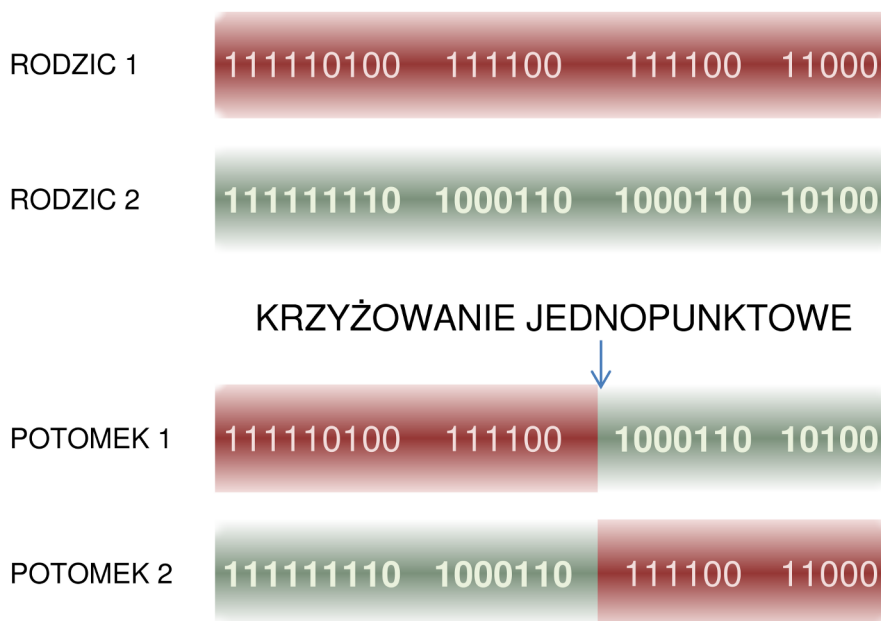 RODZIC 1 111110100 111100 111100 11000
RODZIC 2 111111110 1000110 1000110 10100
KRZYŻOWANIE JEDNOPUNKTOWE
POTOMEK 1 111110100 111100 1000110 10100
POTOMEK 2 111111110 1000110 111100 11000